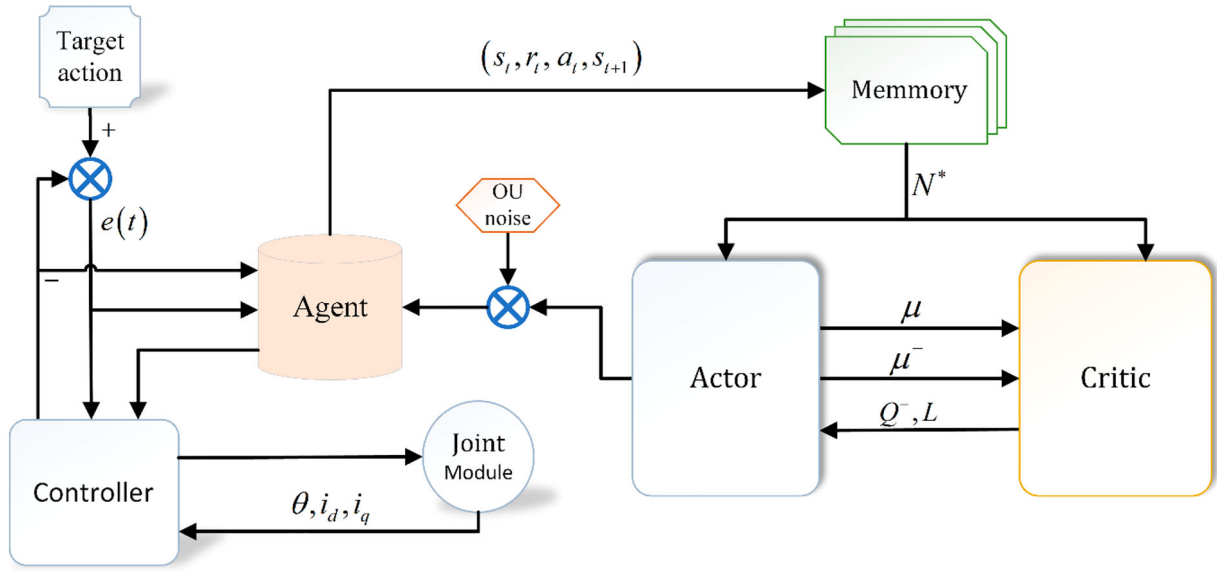 Target
action
(s_t, r_t, a_t, s_{t+1})
Memmory
+
N*
OU
noise
e(t)
−
Agent
μ
Actor
μ⁻
Critic
Q⁻, L
Joint
Module
Controller
θ, i_d, i_q